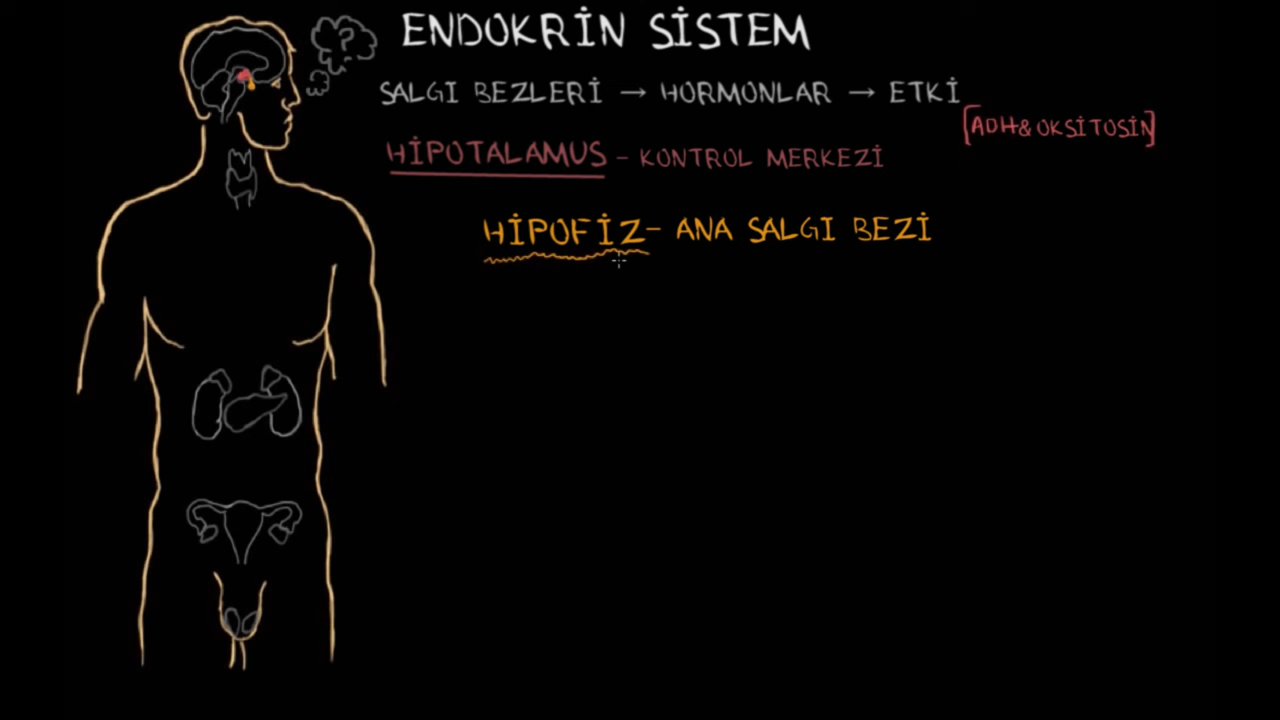 ?
ENDOKRİN SİSTEM
SALGI BEZLERİ → HORMONLAR → ETKİ
[ADH&OKSİTOSİN]
HİPOTALAMUS - KONTROL MERKEZİ
HİPOFİZ- ANA SALGI BEZİ